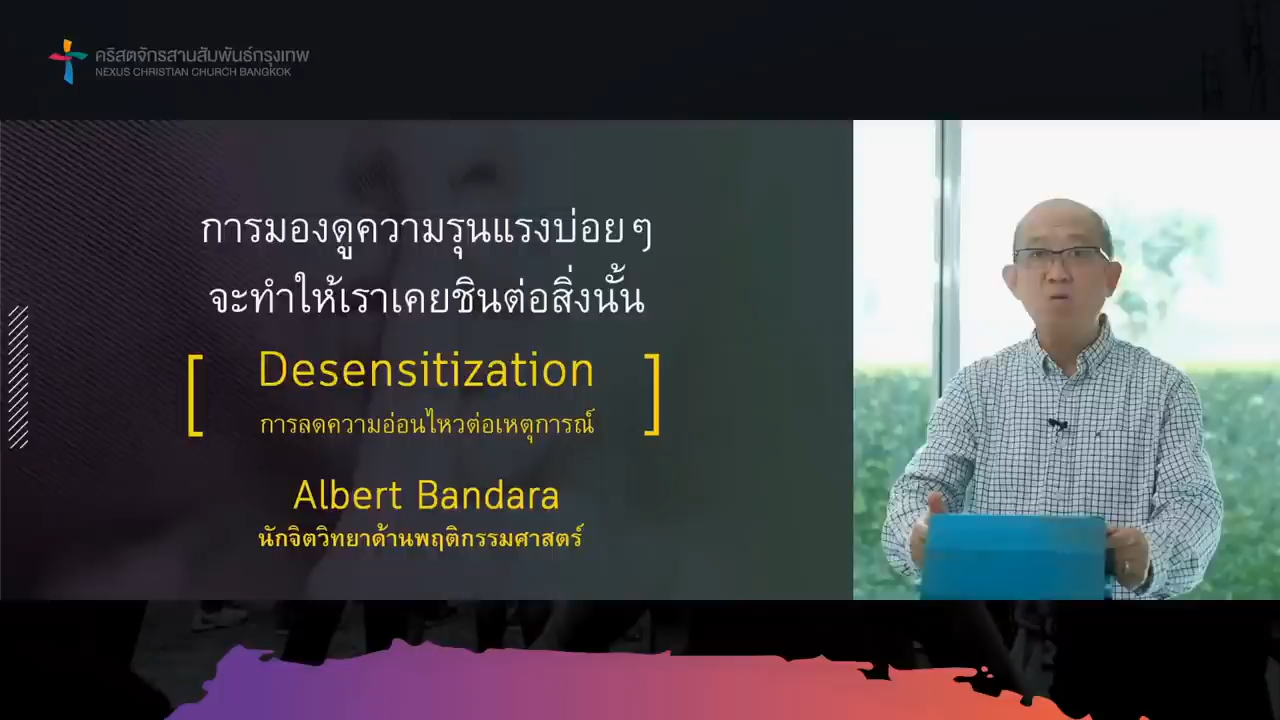 คริสตจักรสานสัมพันธ์กรุงเทพ
NEXUS CHRISTIAN CHURCH BANGKOK
การมองดูความรุนแรงบ่อยๆ
จะทำให้เราเคยชินต่อสิ่งนั้น
[ Desensitization ]
การลดความอ่อนไหวต่อเหตุการณ์
Albert Bandara
นักจิตวิทยาด้านพฤติกรรมศาสตร์